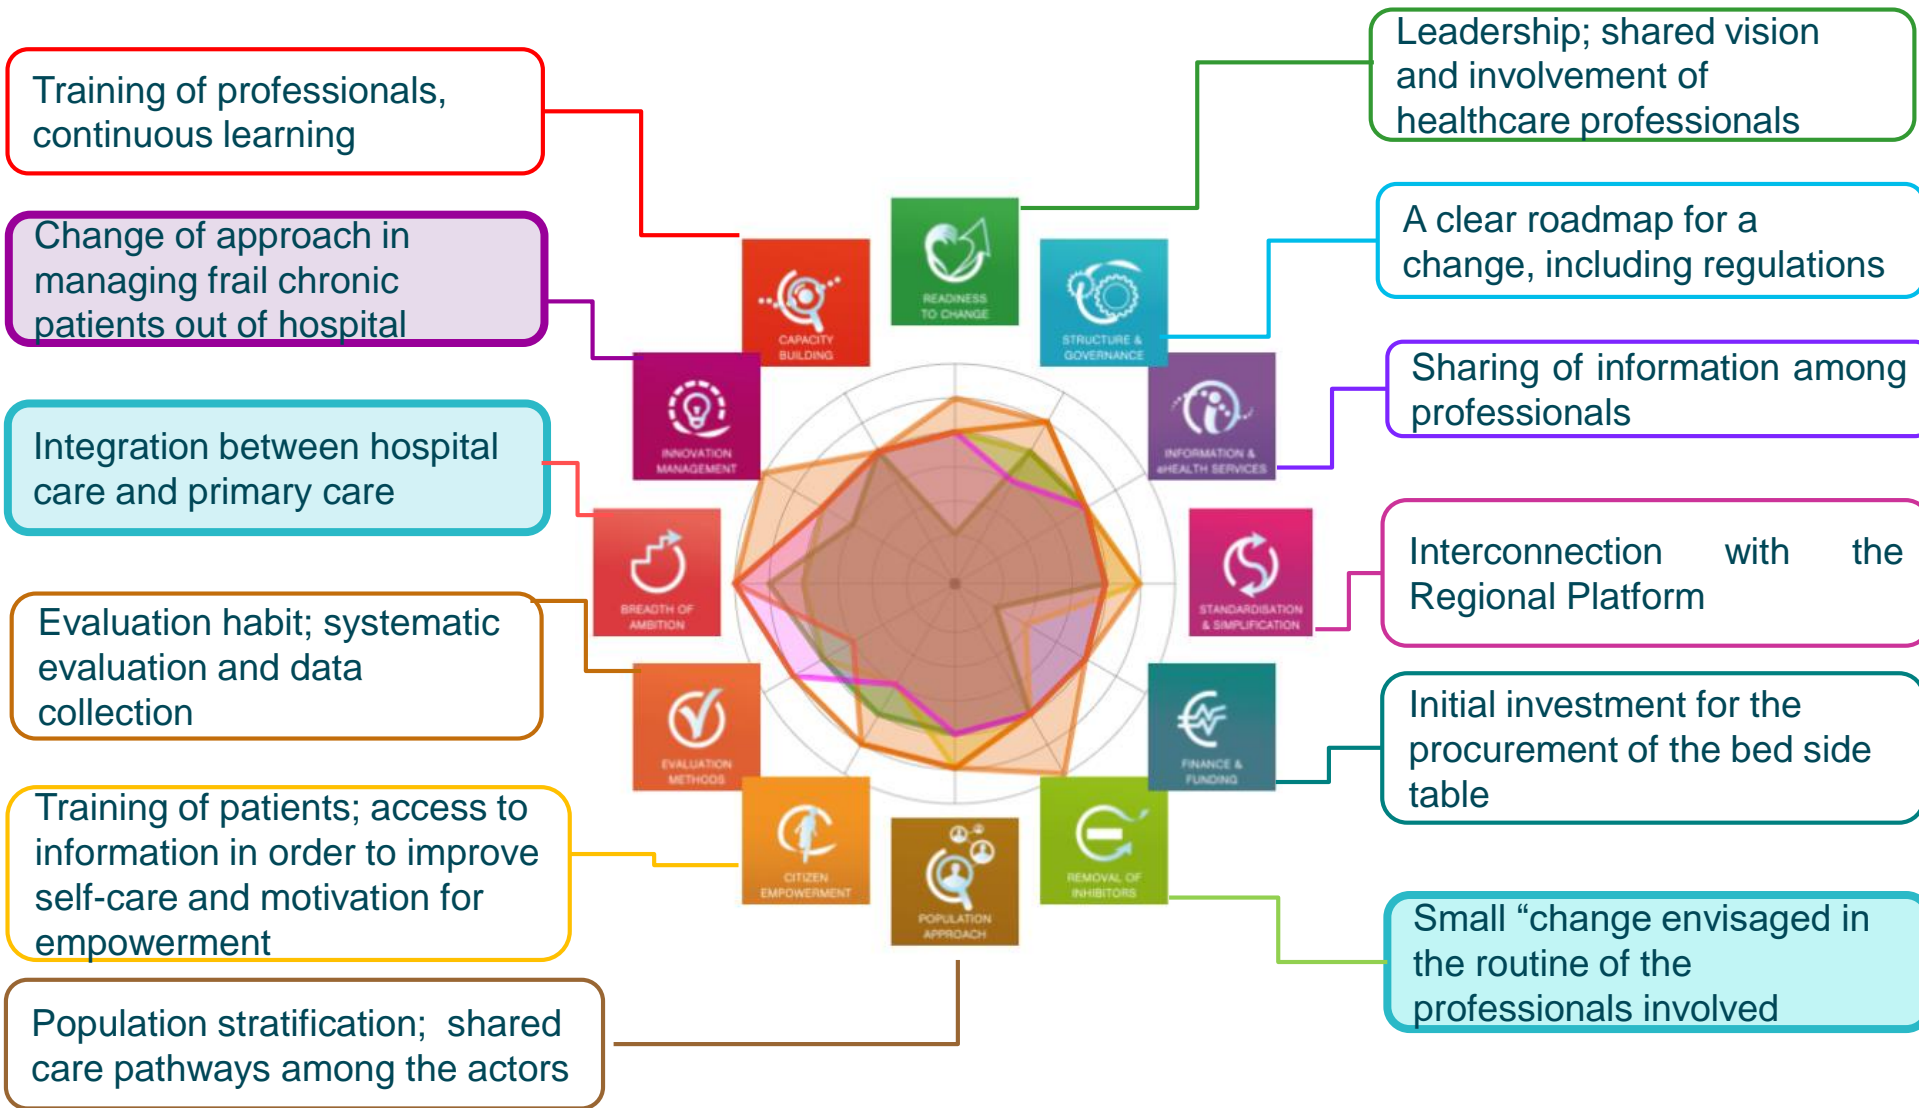 Training of professionals,
continuous learning
Change of approach in
managing frail chronic
patients out of hospital
Integration between hospital
care and primary care
Evaluation habit; systematic
evaluation and data
collection
Training of patients; access to
information in order to improve
self-care and motivation for
empowerment
Population stratification; shared
care pathways among the actors
READINESS
TO CHANGE
CAPACITY
BUILDING
STRUCTURE &
GOVERNANCE
INNOVATION
MANAGEMENT
INFORMATION &
eHEALTH SERVICES
BREADTH OF
AMBITION
STANDARDISATION
& SIMPLIFICATION
EVALUATION
METHODS
FINANCE &
FUNDING
CITIZEN
EMPOWERMENT
REMOVAL OF
INHIBITORS
POPULATION
APPROACH
Leadership; shared vision
and involvement of
healthcare professionals
A clear roadmap for a
change, including regulations
Sharing of information among
professionals
Interconnection with the
Regional Platform
Initial investment for the
procurement of the bed side
table
Small “change envisaged in
the routine of the
professionals involved